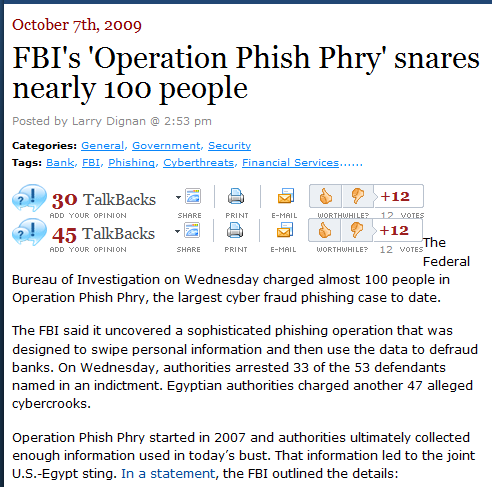 October 7th, 2009
FBI's 'Operation Phish Phry' snares
nearly 100 people
Posted by Larry Dignan @ 2:53 pm
Categories: General, Government, Security
Tags: Bank, FBI, Phishing, Cyberthreats, Financial Services......
?! 30 TalkBacks +12
ADD YOUR OPINION SHARE PRINT E-MAIL WORTHWHILE? 12 VOTES
?! 45 TalkBacks +12
ADD YOUR OPINION SHARE PRINT E-MAIL WORTHWHILE? 12 VOTES The
Federal
Bureau of Investigation on Wednesday charged almost 100 people in
Operation Phish Phry, the largest cyber fraud phishing case to date.
The FBI said it uncovered a sophisticated phishing operation that was
designed to swipe personal information and then use the data to defraud
banks. On Wednesday, authorities arrested 33 of the 53 defendants
named in an indictment. Egyptian authorities charged another 47 alleged
cybercrooks.
Operation Phish Phry started in 2007 and authorities ultimately collected
enough information used in today's bust. That information led to the joint
U.S.-Egypt sting. In a statement, the FBI outlined the details: